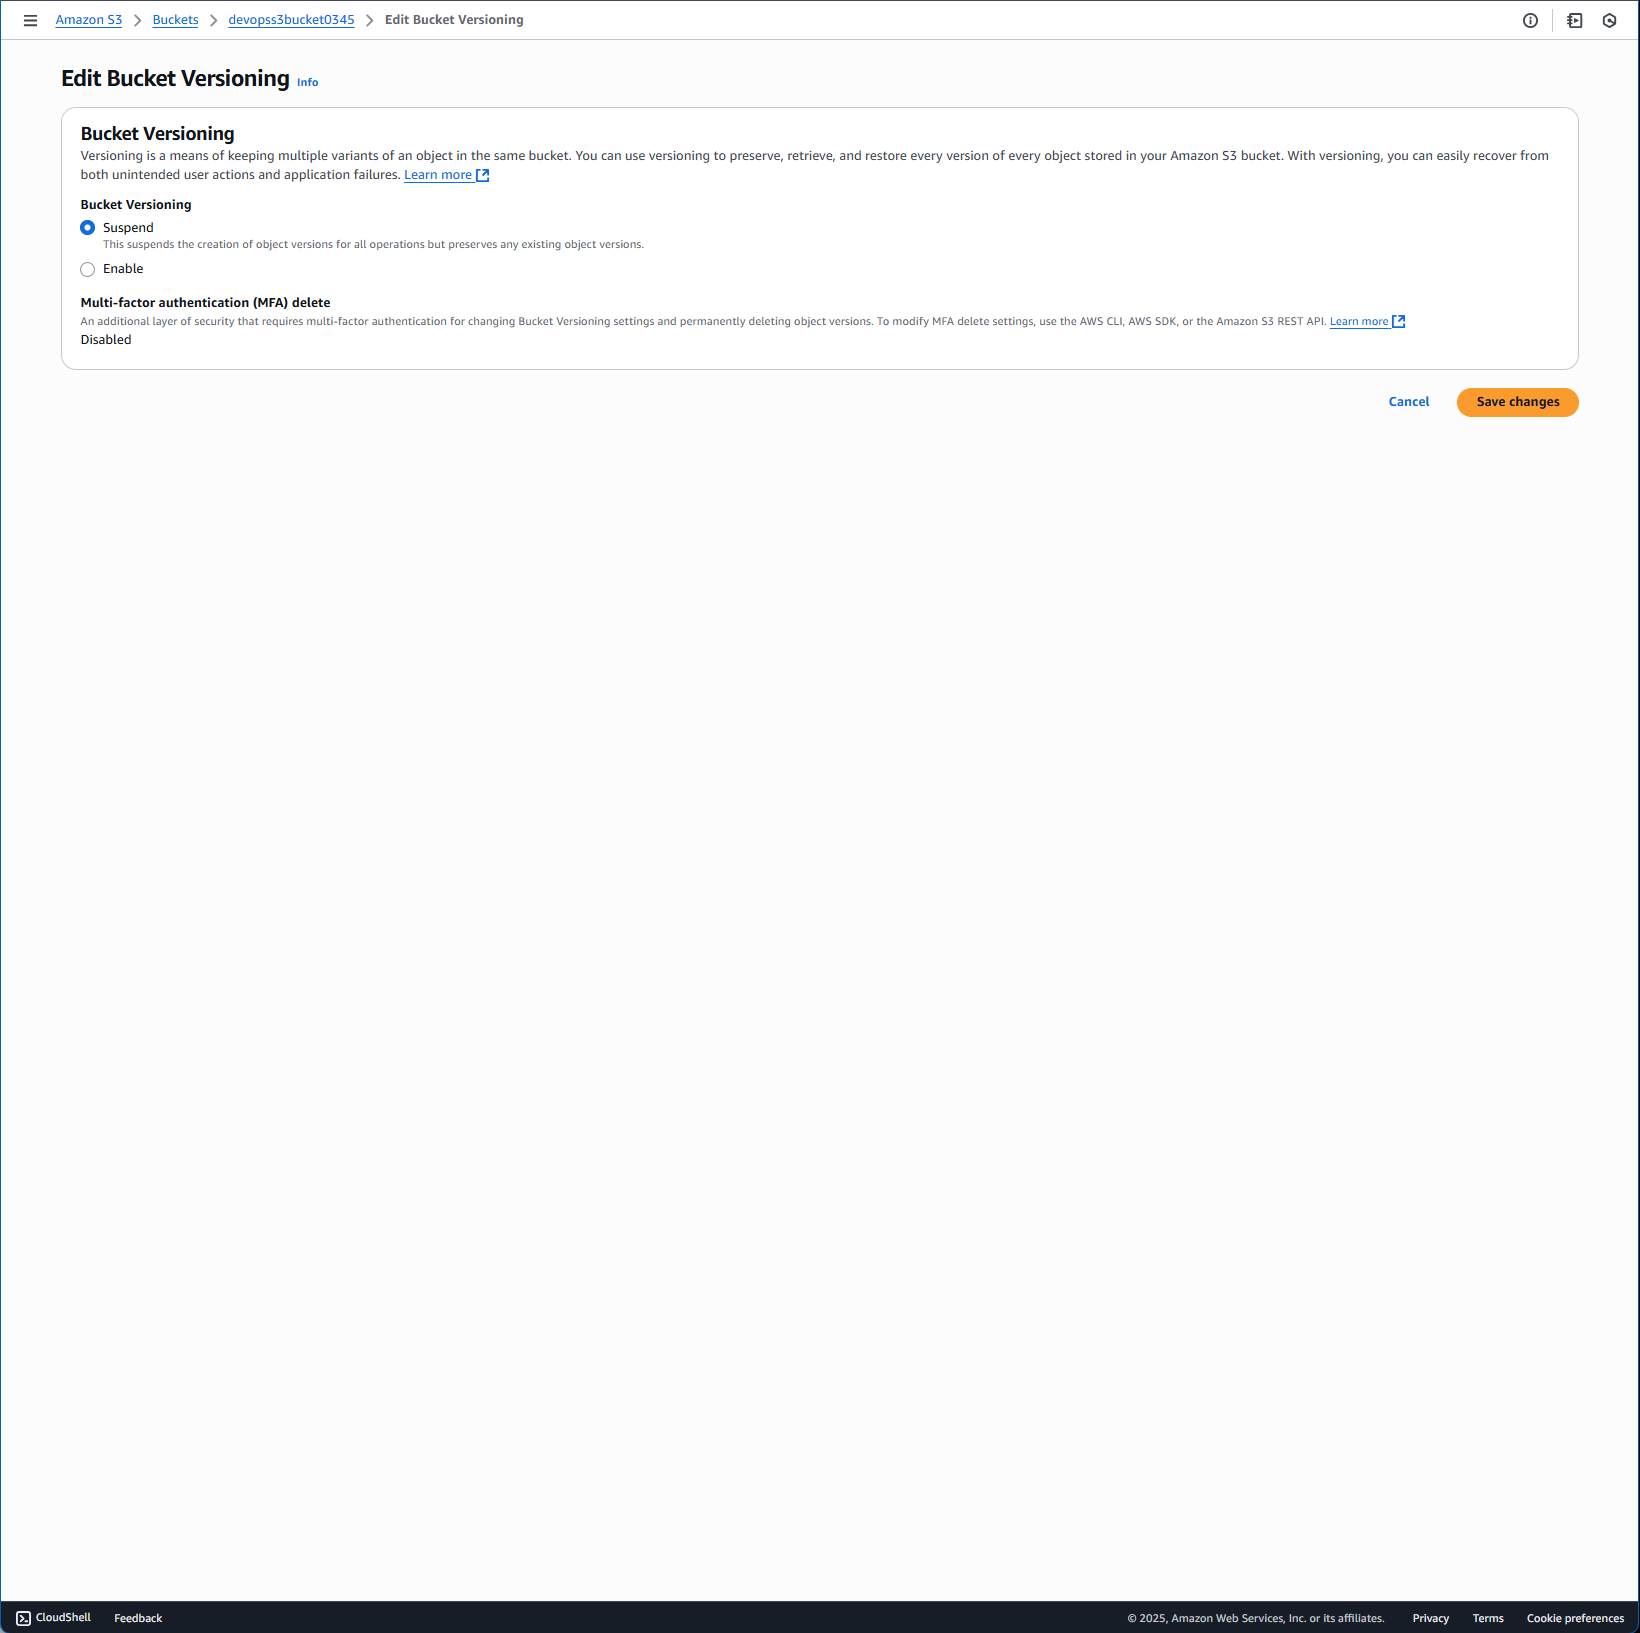 Amazon S3 > Buckets > devopss3bucket0345 > Edit Bucket Versioning
Edit Bucket Versioning Info
Bucket Versioning
Versioning is a means of keeping multiple variants of an object in the same bucket. You can use versioning to preserve, retrieve, and restore every version of every object stored in your Amazon S3 bucket. With versioning, you can easily recover from
both unintended user actions and application failures. Learn more
Bucket Versioning
Suspend
This suspends the creation of object versions for all operations but preserves any existing object versions.
Enable
Multi-factor authentication (MFA) delete
An additional layer of security that requires multi-factor authentication for changing Bucket Versioning settings and permanently deleting object versions. To modify MFA delete settings, use the AWS CLI, AWS SDK, or the Amazon S3 REST API. Learn more
Disabled
Cancel Save changes
CloudShell Feedback © 2025, Amazon Web Services, Inc. or its affiliates. Privacy Terms Cookie preferences